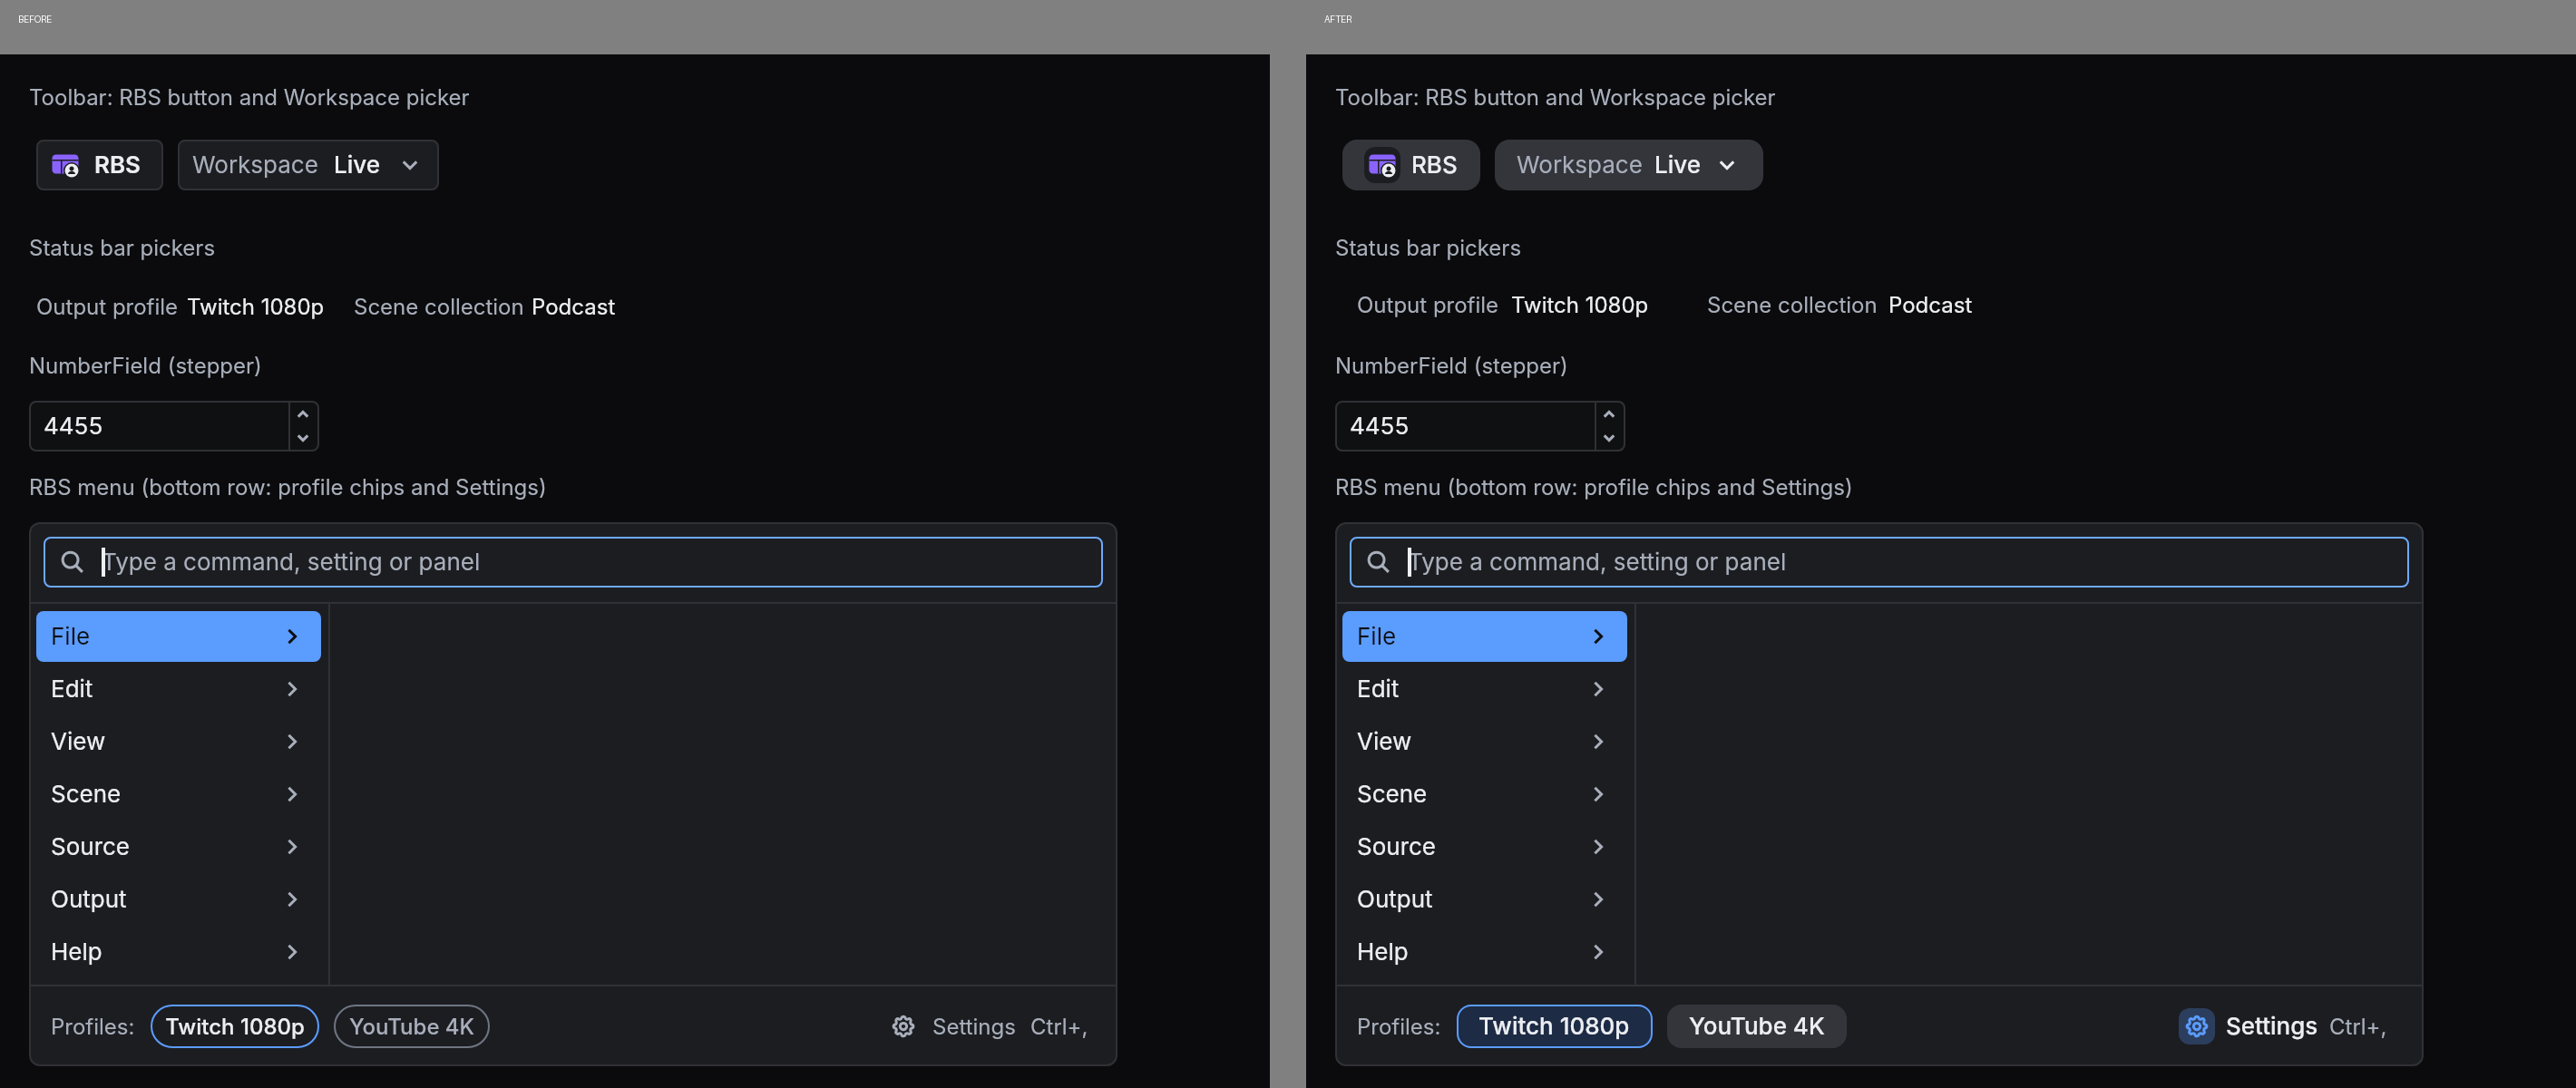 BEFORE
Toolbar: RBS button and Workspace picker
RBS Workspace Live
Status bar pickers
Output profile Twitch 1080p Scene collection Podcast
NumberField (stepper)
4455
RBS menu (bottom row: profile chips and Settings)
Type a command, setting or panel
File
Edit
View
Scene
Source
Output
Help
Profiles: Twitch 1080p YouTube 4K Settings Ctrl+,
AFTER
Toolbar: RBS button and Workspace picker
RBS Workspace Live
Status bar pickers
Output profile Twitch 1080p Scene collection Podcast
NumberField (stepper)
4455
RBS menu (bottom row: profile chips and Settings)
Type a command, setting or panel
File
Edit
View
Scene
Source
Output
Help
Profiles: Twitch 1080p YouTube 4K Settings Ctrl+,